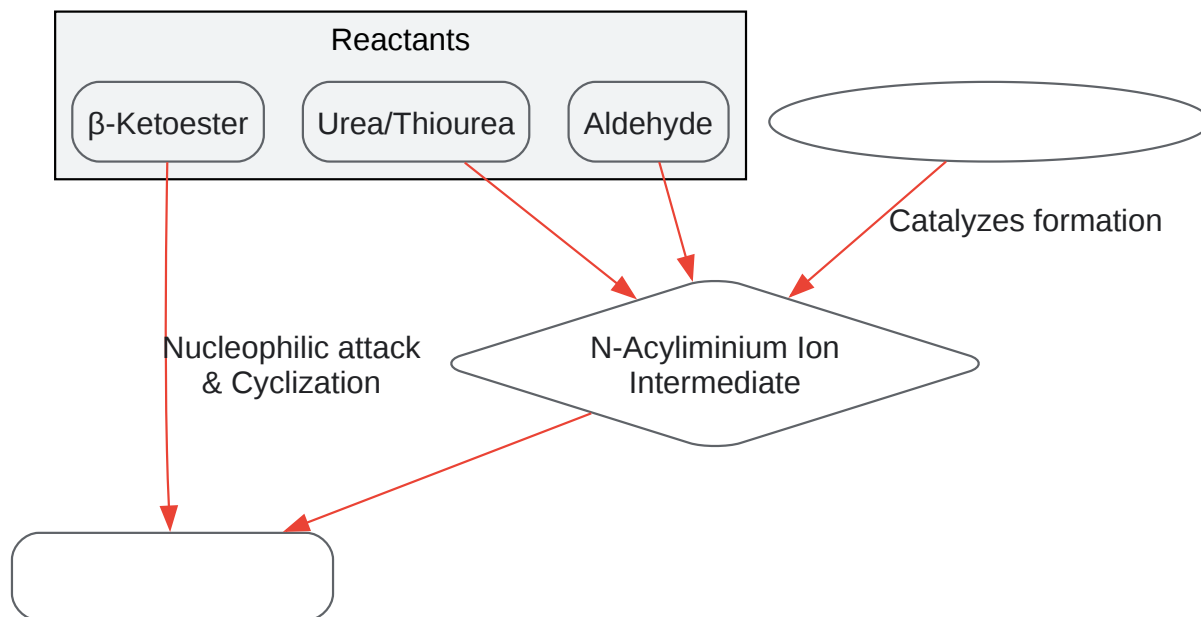 Reactants
β-Ketoester
Urea/Thiourea
Aldehyde
Catalyzes formation
Nucleophilic attack
& Cyclization
N-Acyliminium Ion
Intermediate